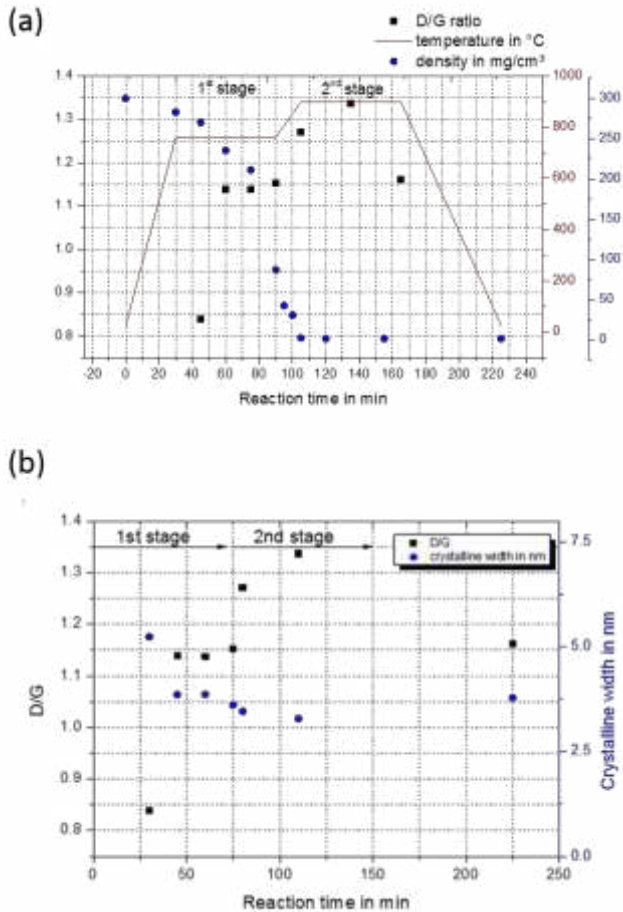 (a)
D/G ratio
temperature in °C
density in mg/cm³
1st stage 2nd stage
1.4 1000 300
1.3
800 250
1.2
600 200
1.1
150
1.0 400
100
0.9 200
50
0.8 0 0
-20 0 20 40 60 80 100 120 140 160 180 200 220 240
Reaction time in min
(b)
1.4
1st stage 2nd stage
D/G
crystalline width in nm
7.5
1.3
1.2
5.0
1.1
D/G
Crystalline width in nm
1.0
2.5
0.9
0.8
0.0
0 50 100 150 200 250
Reaction time in min